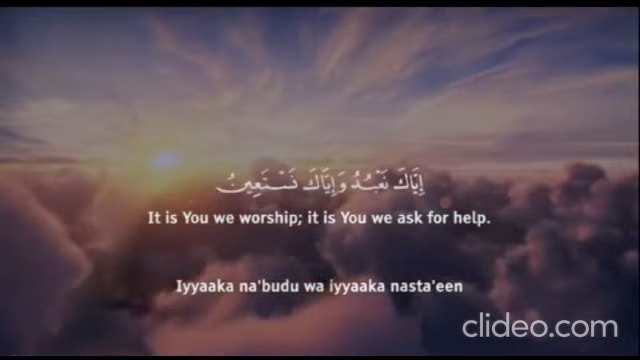 إِيَّاكَ نَعْبُدُ وَإِيَّاكَ نَسْتَعِينُ
It is You we worship; it is You we ask for help.
Iyyaaka na'budu wa iyyaaka nasta'een
clideo.com